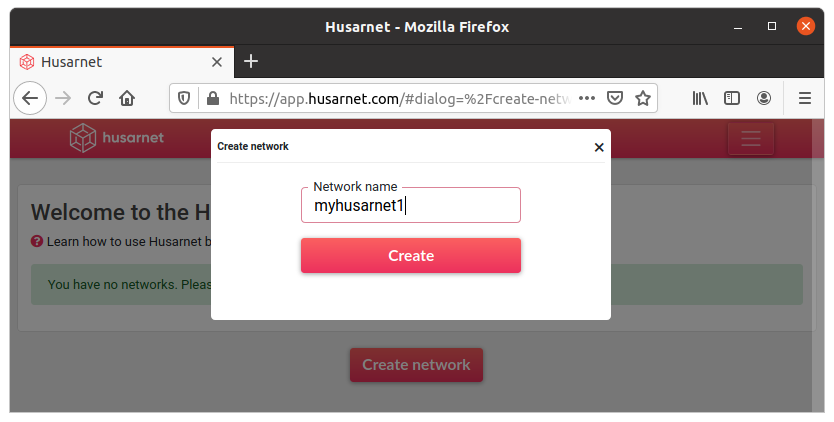 Husarnet - Mozilla Firefox
Husarnet
https://app.husarnet.com/#dialog=%2Fcreate-netw
husarnet
Create network
Network name
myhusarnet1
Create
Welcome to the H
Learn how to use Husarnet b
You have no networks. Pleas
Create network